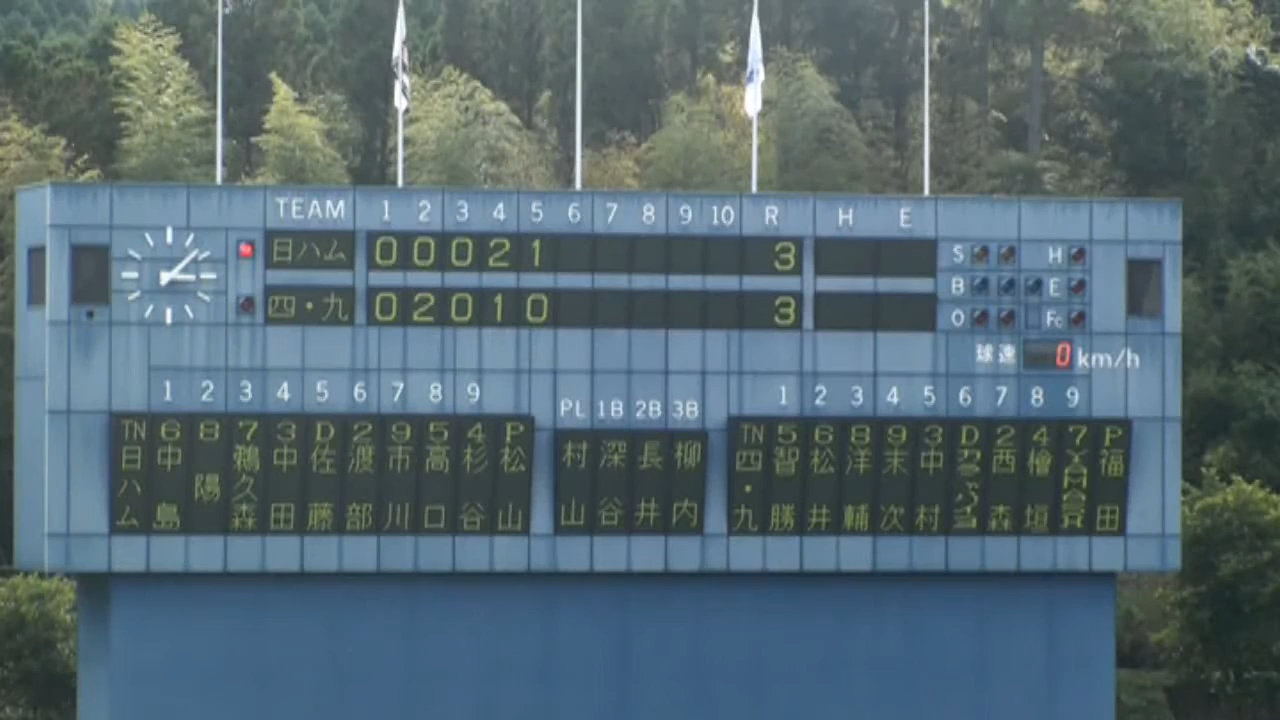 TEAM 1 2 3 4 5 6 7 8 9 10 R H E
日ハム 0 0 0 2 1 3
四・九 0 2 0 1 0 3
S H
B E
O Fc
球速 0 km/h
1 2 3 4 5 6 7 8 9
TN 6 8 7 3 D 2 9 5 4 P
日ハム 中島 陽 鵜久森 中田 佐藤 渡部 市川 高口 杉谷 松山
PL 1B 2B 3B
村山 深谷 長井 柳内
1 2 3 4 5 6 7 8 9
TN 5 6 8 9 3 D 2 4 7 P
四・九 智勝 松井 洋輔 末次 中村 西森 檜垣 福田